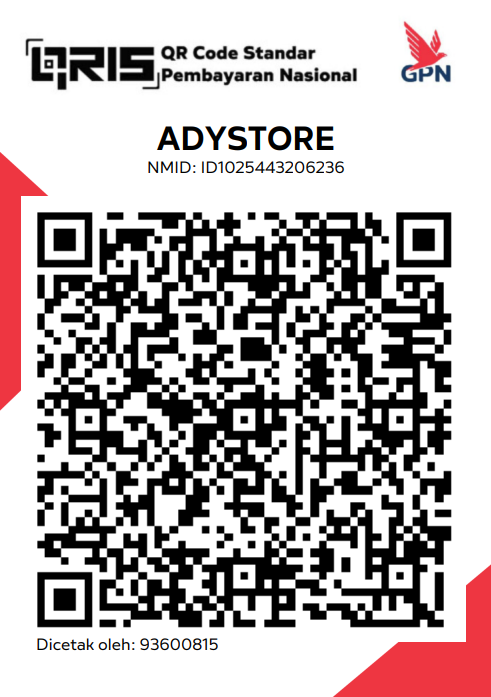 QRIS QR Code Standar
Pembayaran Nasional
GPN
ADYSTORE
NMID: ID1025443206236
Dicetak oleh: 93600815